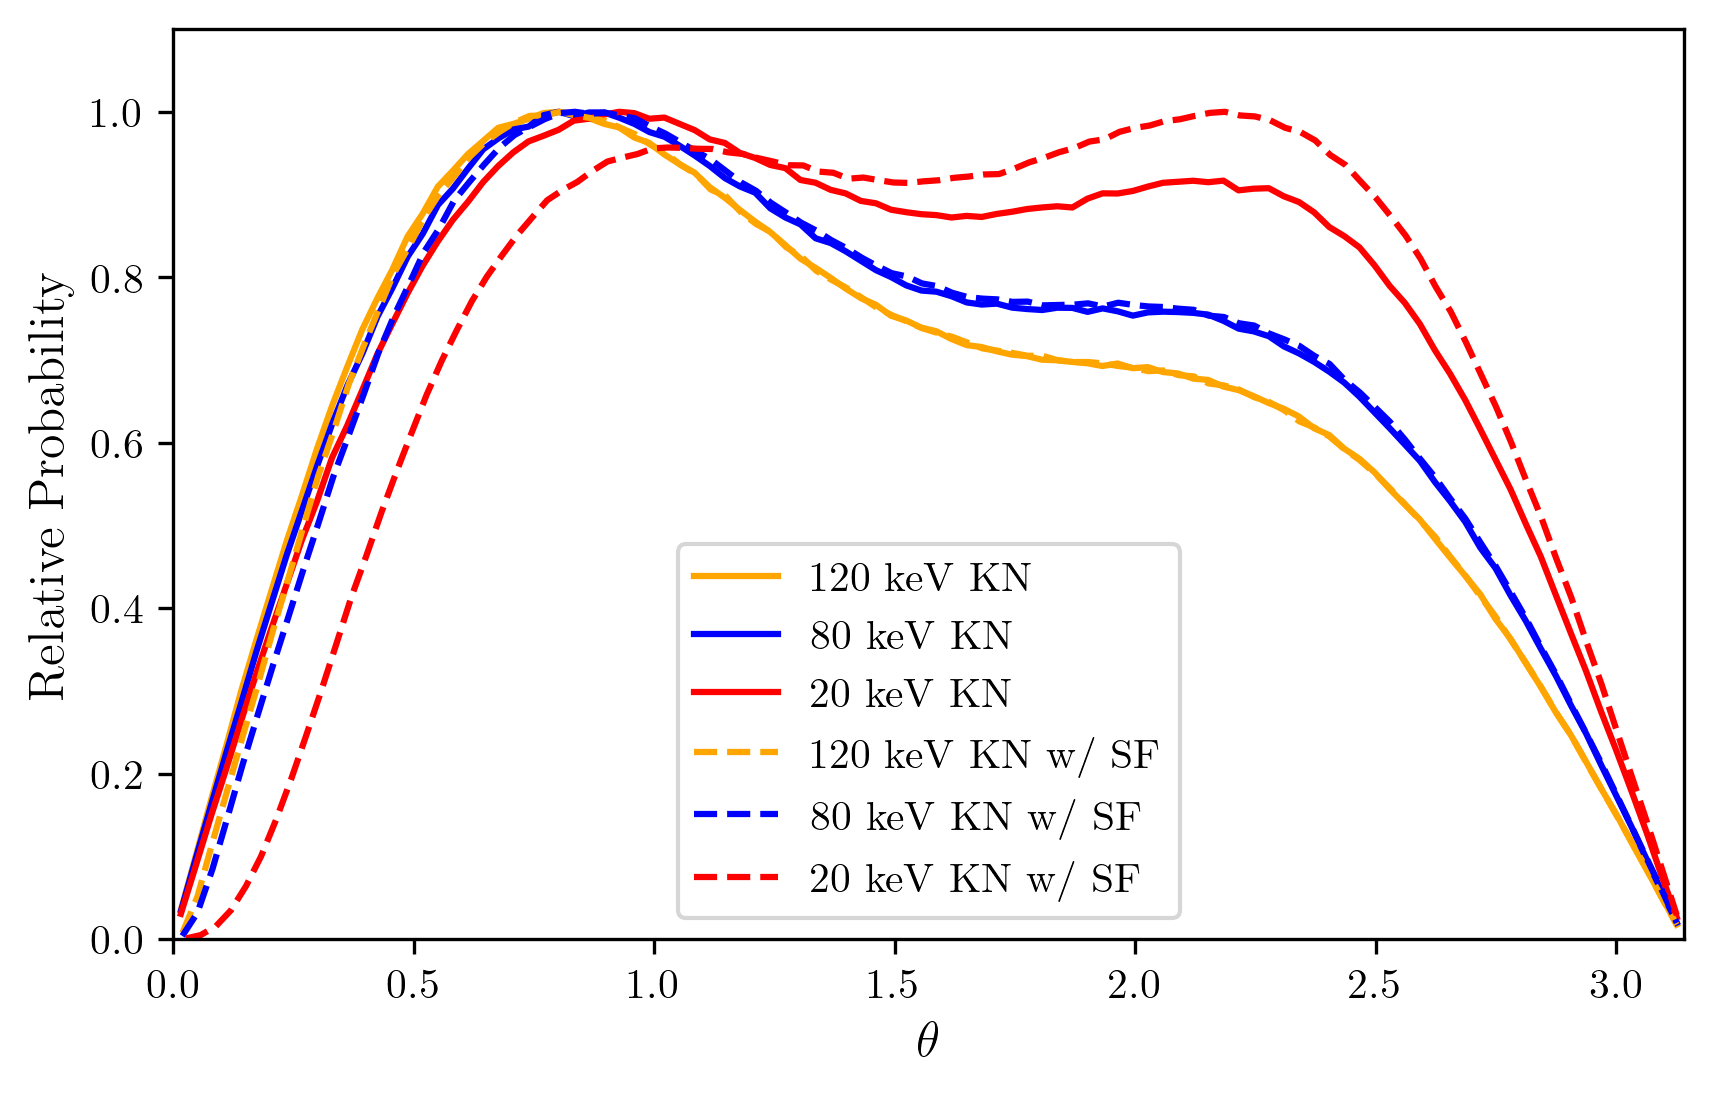 Relative Probability
1.0
0.8
0.6
0.4
0.2
0.0
120 keV KN
80 keV KN
20 keV KN
120 keV KN w/ SF
80 keV KN w/ SF
20 keV KN w/ SF
0.0 0.5 1.0 1.5 2.0 2.5 3.0
θ